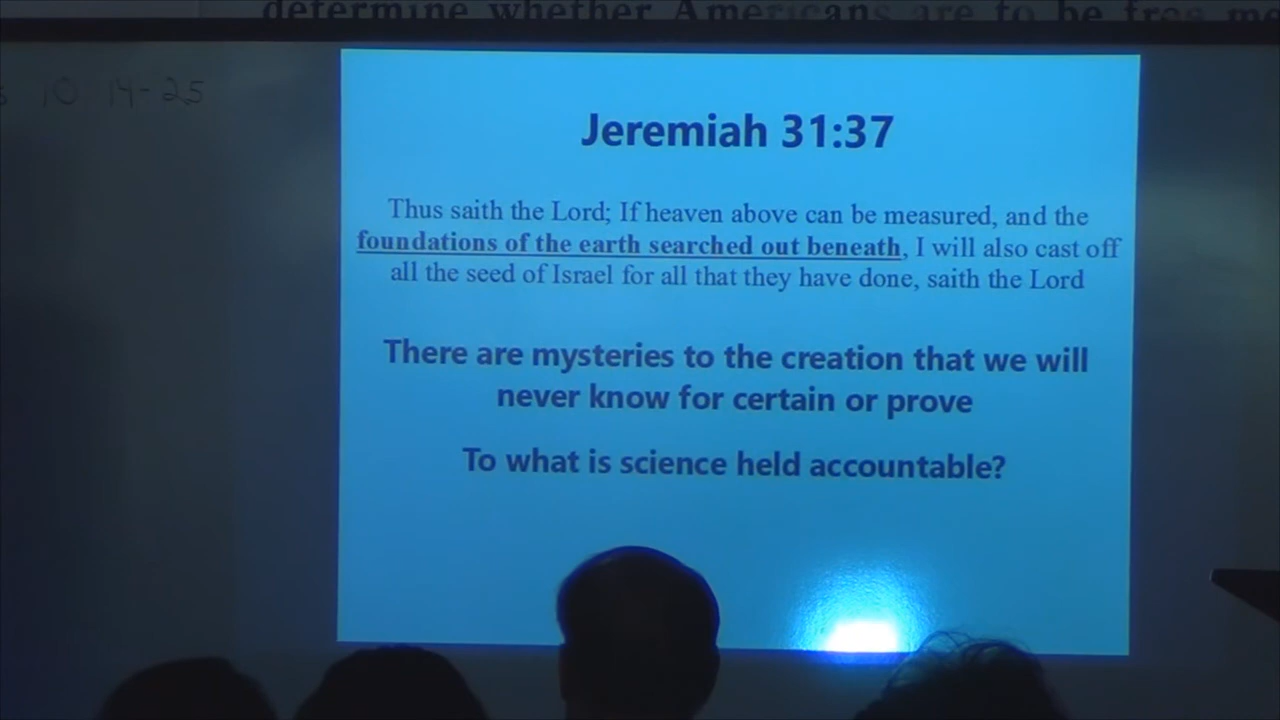 determine whether Americans are to be free me
10:14-25
Jeremiah 31:37
Thus saith the Lord; If heaven above can be measured, and the
foundations of the earth searched out beneath, I will also cast off
all the seed of Israel for all that they have done, saith the Lord
There are mysteries to the creation that we will
never know for certain or prove
To what is science held accountable?